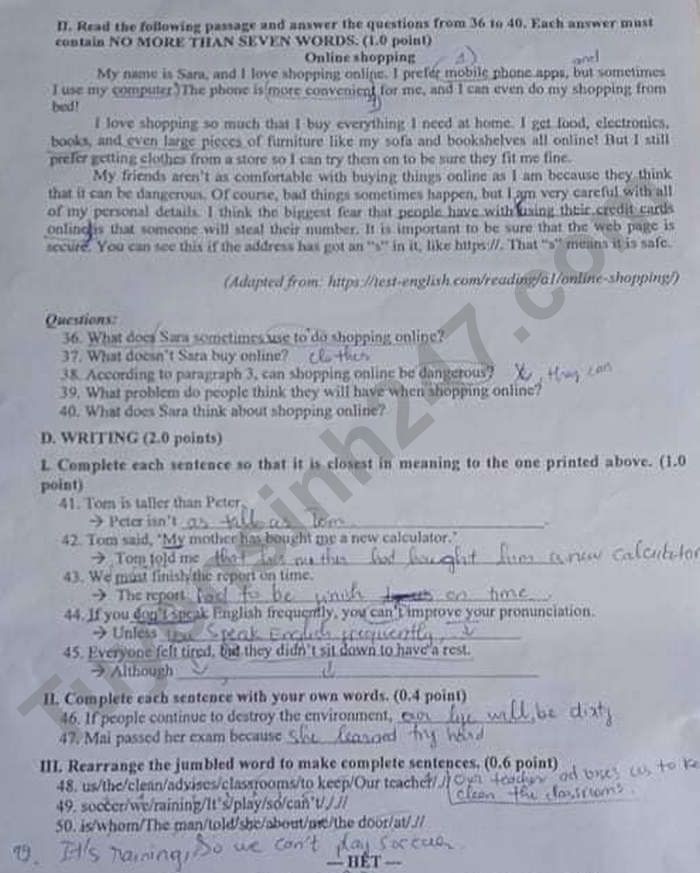 II. Read the following passage and answer the questions from 36 to 40. Each answer must
contain NO MORE THAN SEVEN WORDS. (1.0 point)
Online shopping
and
My name is Sara, and I love shopping online. I prefer mobile phone apps, but sometimes
I use my computer. The phone is more convenient for me, and I can even do my shopping from
bed!
I love shopping so much that I buy everything I need at home. I get food, electronics,
books, and even large pieces of furniture like my sofa and bookshelves all online! But I still
prefer getting clothes from a store so I can try them on to be sure they fit me fine.
My friends aren't as comfortable with buying things online as I am because they think
that it can be dangerous. Of course, bad things sometimes happen, but I am very careful with all
of my personal details. I think the biggest fear that people have with using their credit cards
online is that someone will steal their number. It is important to be sure that the web page is
secure. You can see this if the address has got an "s" in it, like https://. That "s" means it is safe.
(Adapted from: https://test-english.com/reading/a1/online-shopping/)
Questions:
36. What does Sara sometimes use to do shopping online?
37. What doesn't Sara buy online? clothes
38. According to paragraph 3, can shopping online be dangerous? they can
39. What problem do people think they will have when shopping online?
40. What does Sara think about shopping online?
D. WRITING (2.0 points)
I. Complete each sentence so that it is closest in meaning to the one printed above. (1.0
point)
41. Tom is taller than Peter.
→ Peter isn't as tall as Tom.
42. Tom said, 'My mother has bought me a new calculator.'
→ Tom told me that his mother had bought him a new calculator
43. We must finish the report on time.
→ The report had to be on time
44. If you don't speak English frequently, you can't improve your pronunciation.
→ Unless you speak English frequently,
45. Everyone felt tired, but they didn't sit down to have a rest.
→ Although
II. Complete each sentence with your own words. (0.4 point)
46. If people continue to destroy the environment, our life will be dirty
47. Mai passed her exam because she learned hard
III. Rearrange the jumbled word to make complete sentences. (0.6 point)
48. us/the/clean/advises/classrooms/to keep/Our teacher/./ Our teacher advises us to keep
clean the classrooms.
49. soccer/we/raining/It's/play/so/can't/,/./
50. is/whom/The man/told/she/about/me/the door/at/./
49. It's raining, so we can't play soccer.
— HẾT —
Tuyensinh247.com